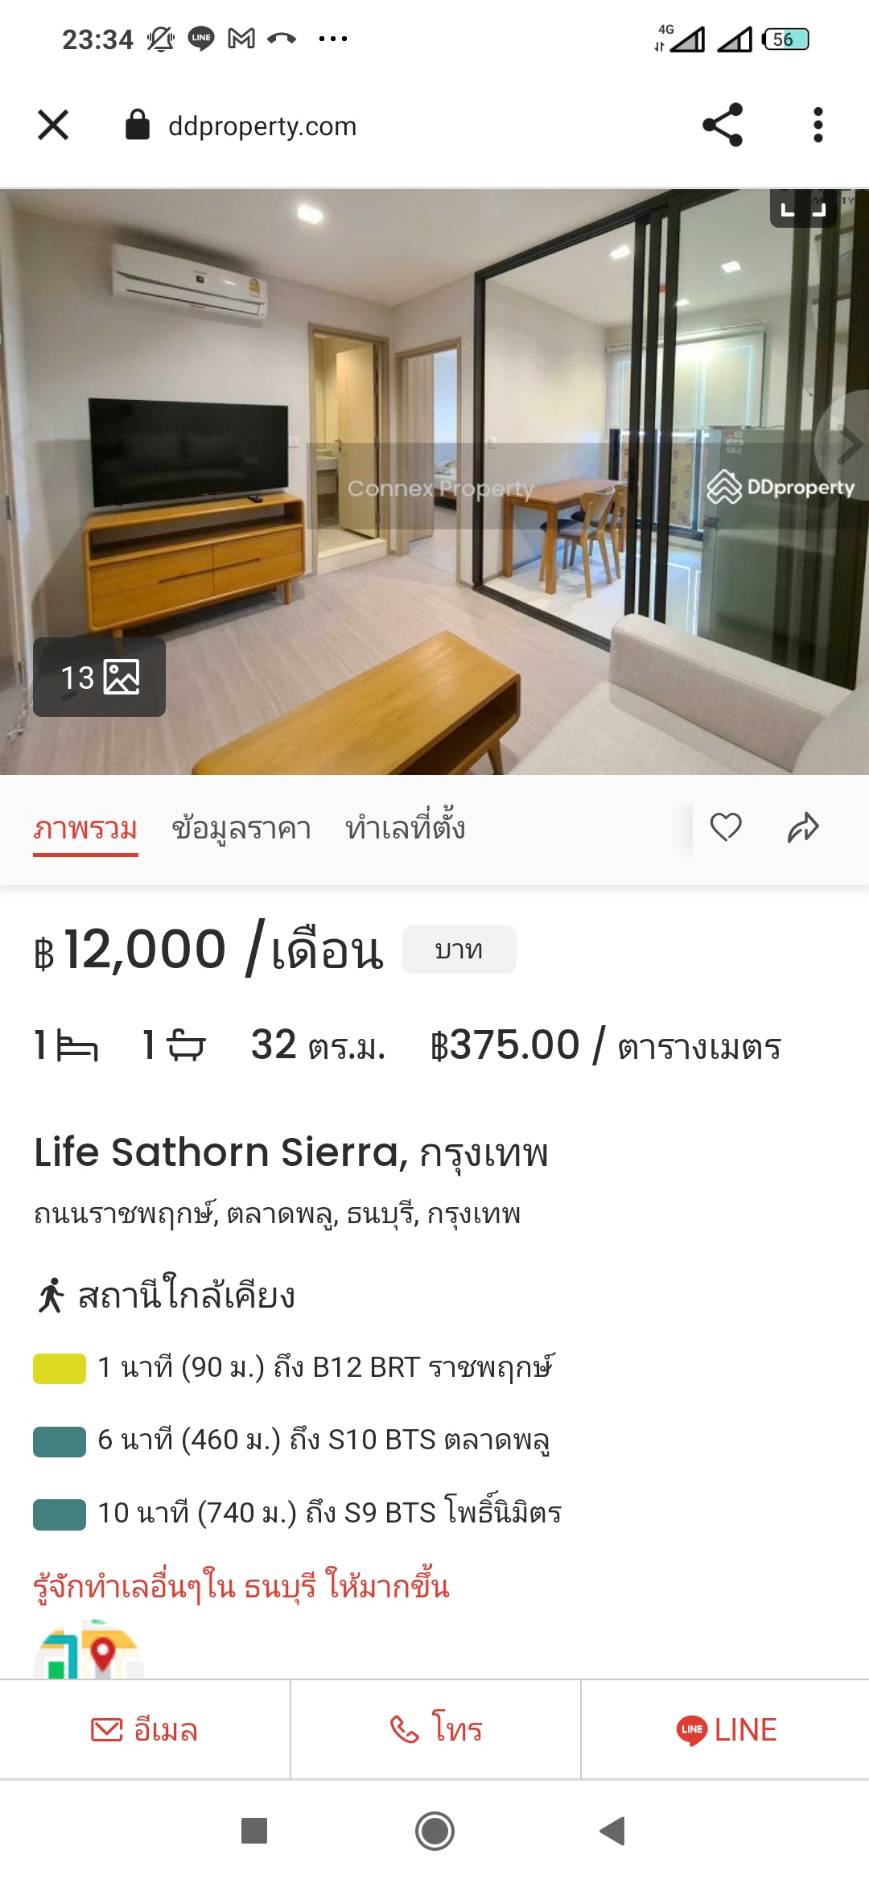 23:34
LINE
4G
56
ddproperty.com
Connex Property
DDproperty
13
ภาพรวม ข้อมูลราคา ทำเลที่ตั้ง
฿12,000 /เดือน บาท
1 1 32 ตร.ม. ฿375.00 / ตารางเมตร
Life Sathorn Sierra, กรุงเทพ
ถนนราชพฤกษ์, ตลาดพลู, ธนบุรี, กรุงเทพ
สถานีใกล้เคียง
1 นาที (90 ม.) ถึง B12 BRT ราชพฤกษ์
6 นาที (460 ม.) ถึง S10 BTS ตลาดพลู
10 นาที (740 ม.) ถึง S9 BTS โพธิ์นิมิตร
รู้จักทำเลอื่นๆใน ธนบุรี ให้มากขึ้น
อีเมล โทร LINE LINE